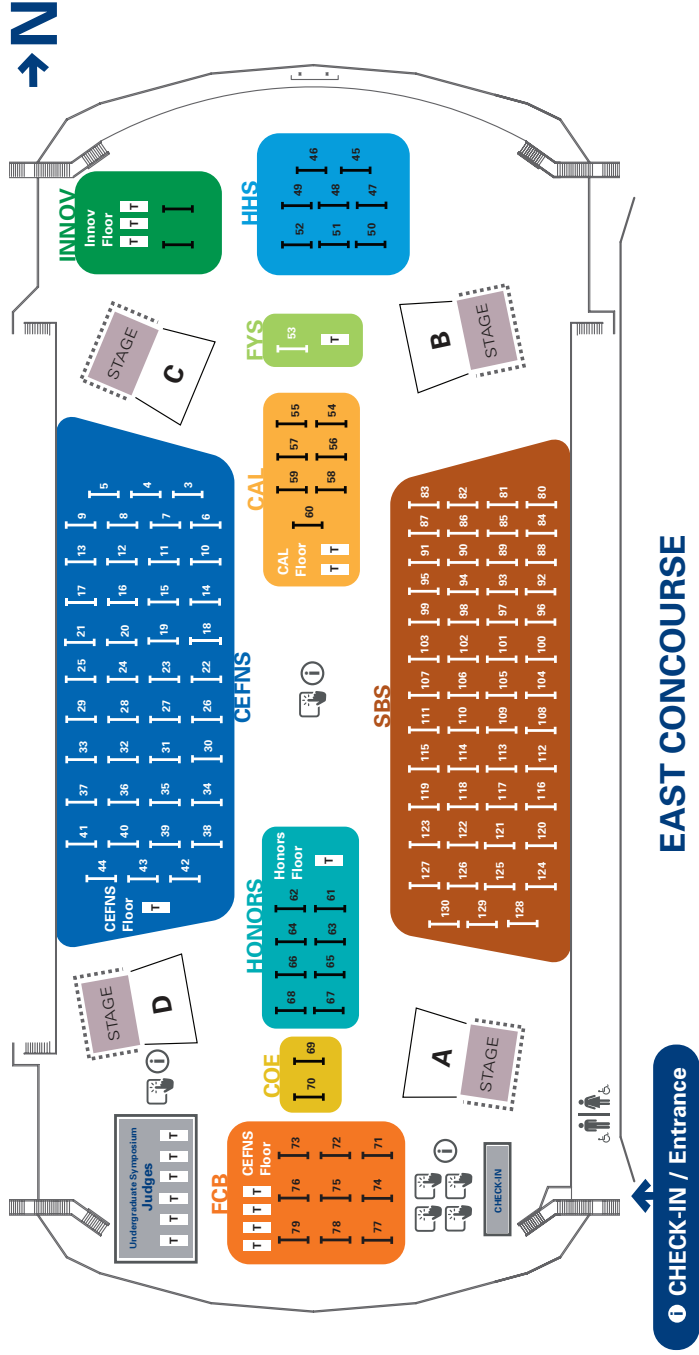 N
Undergraduate Symposium
Judges
T T T T T T
STAGE
D
CEFNS
Floor
T
44
43
42
41 37 33 29 25 21 17 13 9 5
40 36 32 28 24 20 16 12 8 4
39 35 31 27 23 19 15 11 7 3
38 34 30 26 22 18 14 10 6
CEFNS
STAGE
C
INNOV
Innov
Floor
T T T
FCB
CEFNS
Floor
T T T T
79 76 73
78 75 72
77 74 71
COE
70 69
HONORS
Honors
Floor
T
68 66 64 62
67 65 63 61
CAL
CAL
Floor
T T
60
59 57 55
58 56 54
FYS
53
T
HHS
52 49 46
51 48 45
50 47
i
i
i
CHECK-IN
A
STAGE
SBS
130
129
128
127 123 119 115 111 107 103 99 95 91 87 83
126 122 118 114 110 106 102 98 94 90 86 82
125 121 117 113 109 105 101 97 93 89 85 81
124 120 116 112 108 104 100 96 92 88 84 80
B
STAGE
EAST CONCOURSE
i CHECK-IN / Entrance